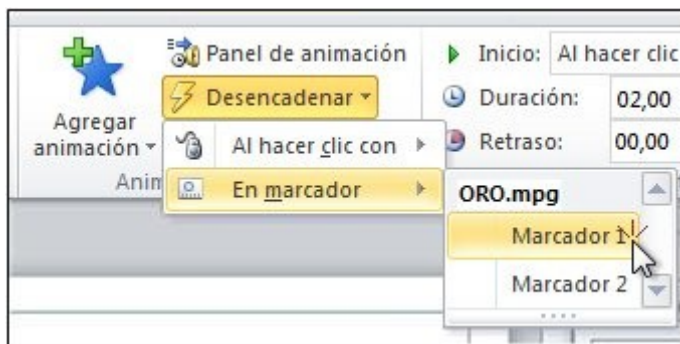 Panel de animación
Inicio: Al hacer clic
Desencadenar
Duración: 02,00
Agregar
animación
Al hacer clic con
Retraso: 00,00
En marcador
ORO.mpg
Marcador 1
Marcador 2